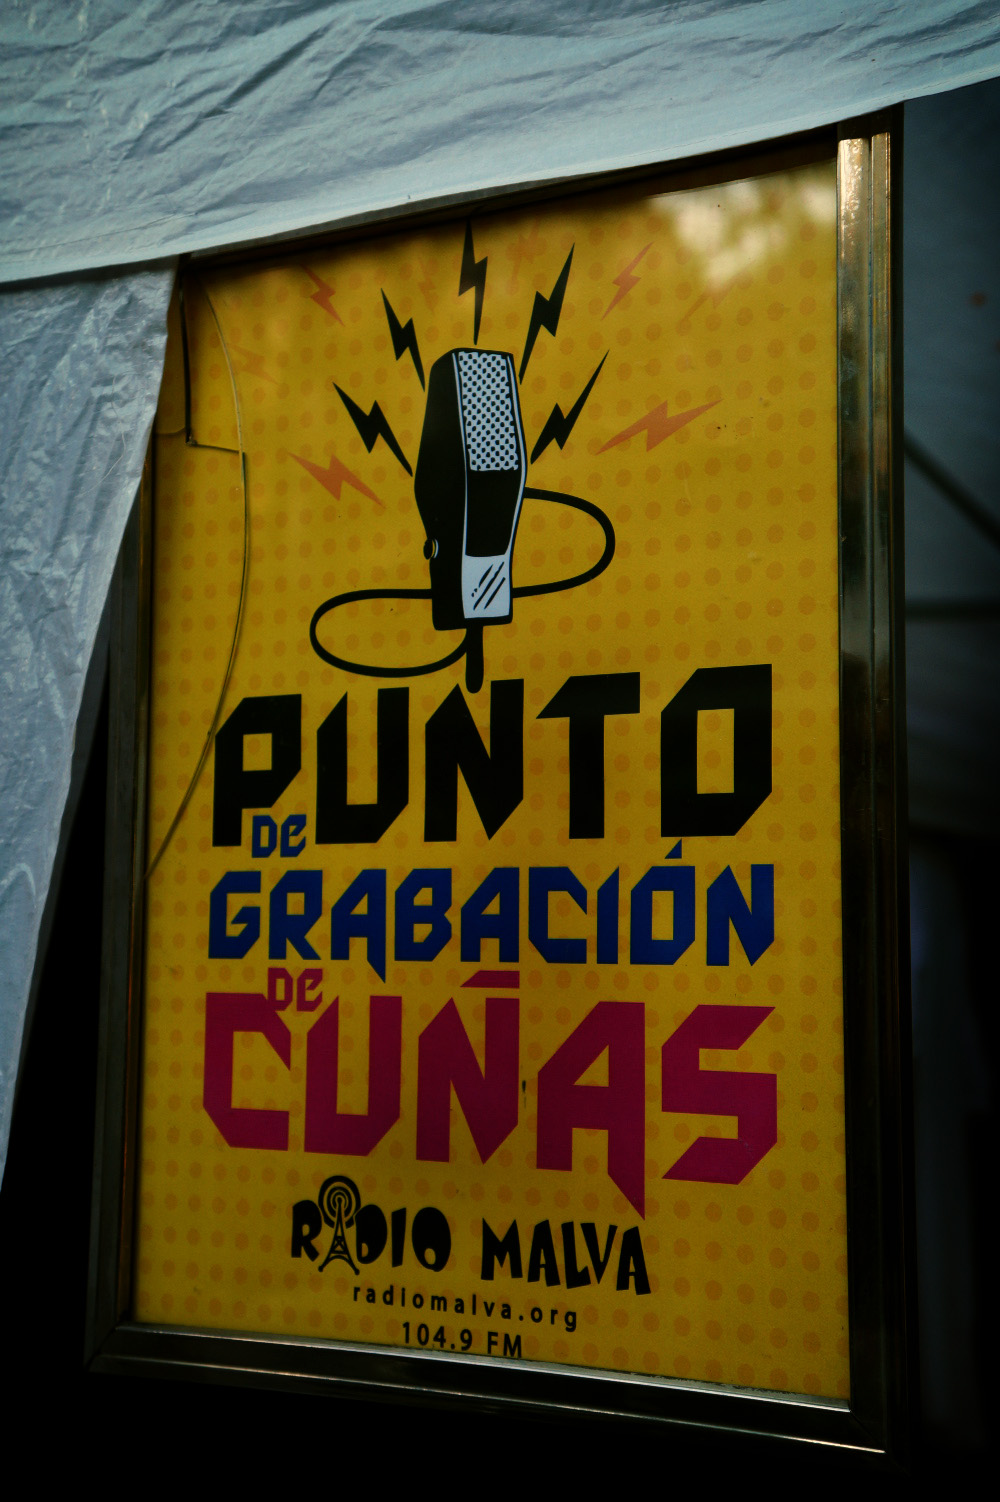 PUNTO
DE
GRABACIÓN
DE
CUÑAS
RADIO MALVA
radiomalva.org
104.9 FM